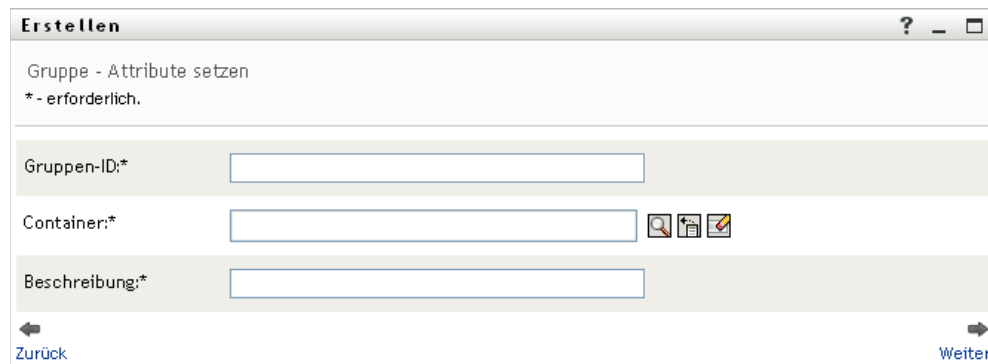 Erstellen ?
Gruppe - Attribute setzen
* - erforderlich.
Gruppen-ID:*
Container:*
Beschreibung:*
Zurück Weiter